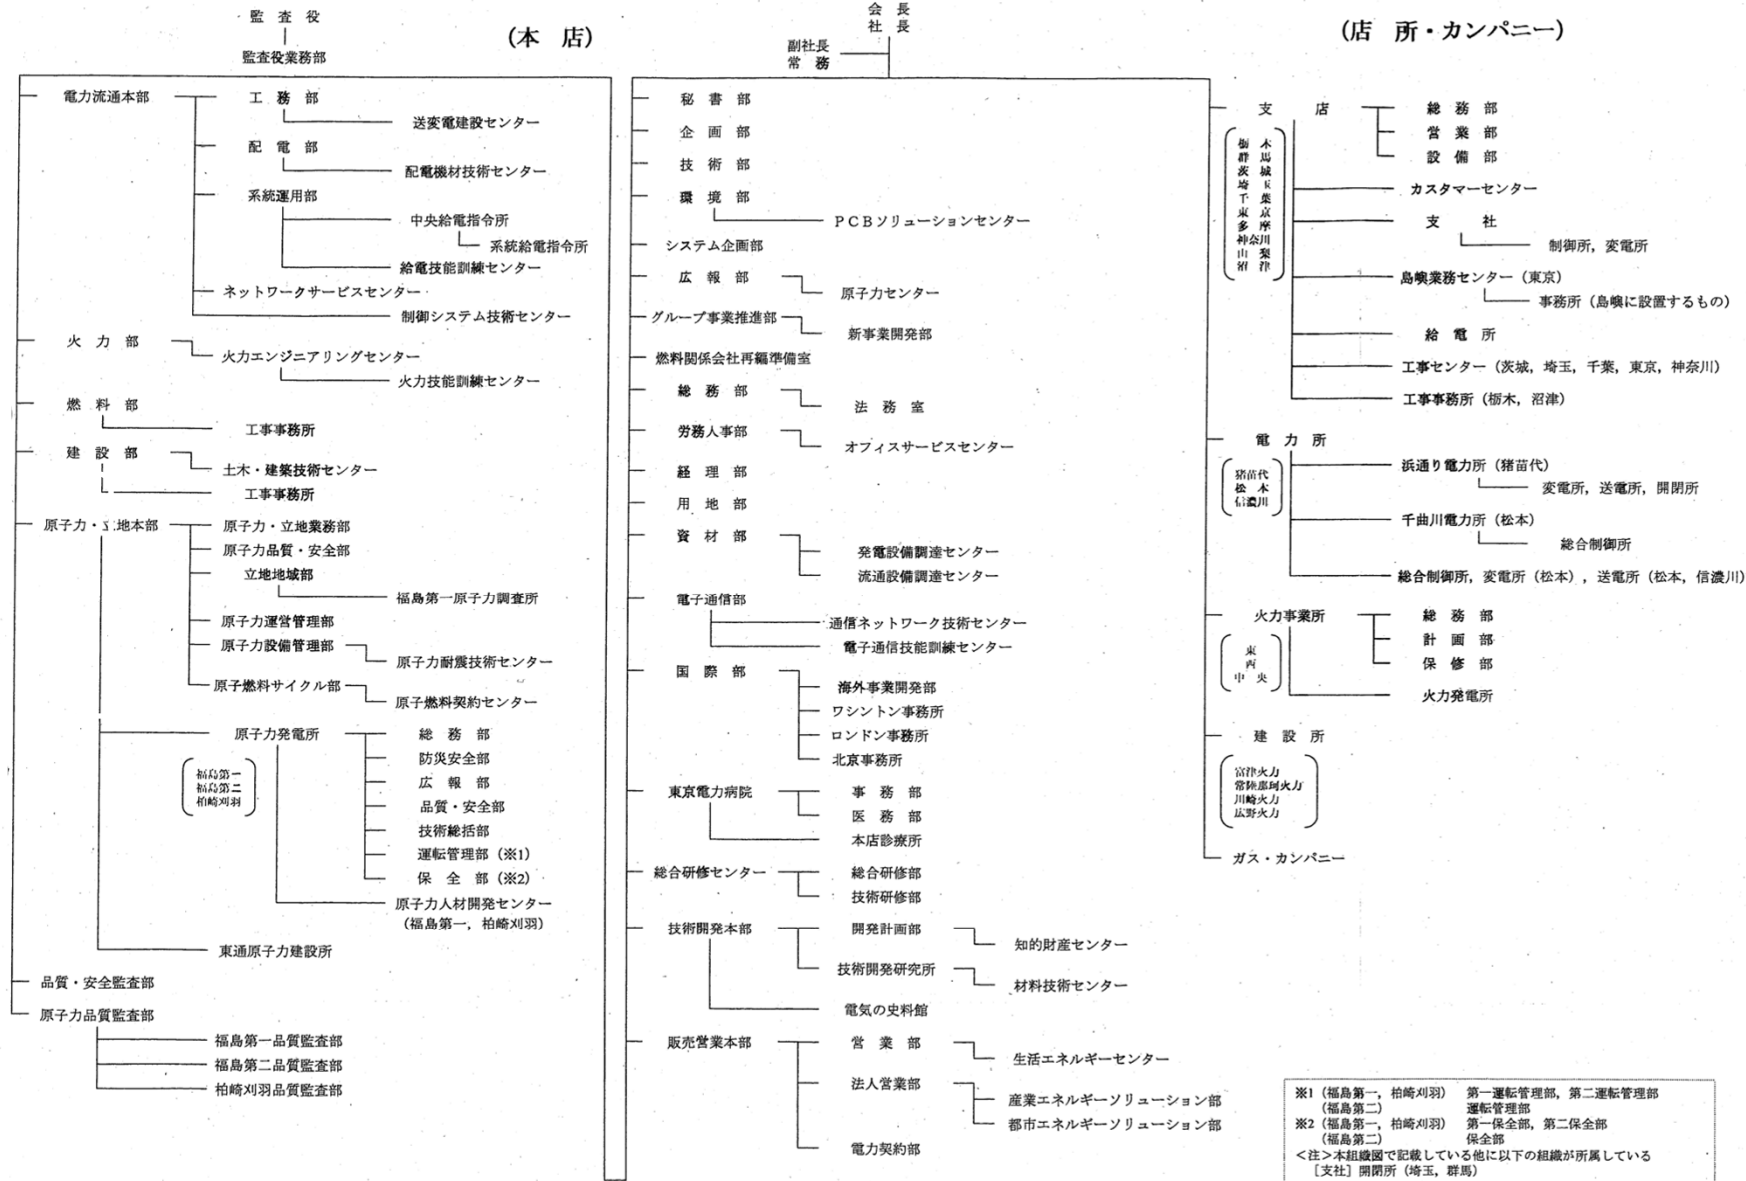 監査役
監査役業務部
(本 店)
会 長
社 長
副社長
常 務
(店 所・カンパニー)
電力流通本部
工 務 部
送変電建設センター
配 電 部
配電機材技術センター
系統運用部
中央給電指令所
系統給電指令所
給電技能訓練センター
ネットワークサービスセンター
制御システム技術センター
火 力 部
火力エンジニアリングセンター
火力技能訓練センター
燃 料 部
工事事務所
建 設 部
土木・建築技術センター
工事事務所
原子力・立地本部
原子力・立地業務部
原子力品質・安全部
立地地域部
福島第一原子力調査所
原子力運営管理部
原子力設備管理部
原子力耐震技術センター
原子燃料サイクル部
原子燃料契約センター
原子力発電所
福島第一
福島第二
柏崎刈羽
総 務 部
防災安全部
広 報 部
品質・安全部
技術総括部
運転管理部 (※1)
保 全 部 (※2)
原子力人材開発センター
(福島第一, 柏崎刈羽)
東通原子力建設所
品質・安全監査部
原子力品質監査部
福島第一品質監査部
福島第二品質監査部
柏崎刈羽品質監査部
秘 書 部
企 画 部
技 術 部
環 境 部
PCBソリューションセンター
システム企画部
広 報 部
原子力センター
グループ事業推進部
新事業開発部
燃料関係会社再編準備室
総 務 部
法 務 室
労務人事部
オフィスサービスセンター
経 理 部
用 地 部
資 材 部
発電設備調達センター
流通設備調達センター
電子通信部
通信ネットワーク技術センター
電子通信技能訓練センター
国 際 部
海外事業開発部
ワシントン事務所
ロンドン事務所
北京事務所
東京電力病院
事 務 部
医 務 部
本店診療所
総合研修センター
総合研修部
技術研修部
技術開発本部
開発計画部
知的財産センター
技術開発研究所
材料技術センター
電気の史料館
販売営業本部
営 業 部
生活エネルギーセンター
法人営業部
産業エネルギーソリューション部
都市エネルギーソリューション部
電力契約部
支 店
栃 木
群 馬
茨 城
埼 玉
千 葉
東 京
多 摩
神奈川
山 梨
沼 津
総 務 部
営 業 部
設 備 部
カスタマーセンター
支 社
制御所, 変電所
島嶼業務センター (東京)
事務所 (島嶼に設置するもの)
給 電 所
工事センター (茨城, 埼玉, 千葉, 東京, 神奈川)
工事事務所 (栃木, 沼津)
電 力 所
猪苗代
松 本
信濃川
浜通り電力所 (猪苗代)
変電所, 送電所, 開閉所
千曲川電力所 (松本)
総合制御所
総合制御所, 変電所 (松本) , 送電所 (松本, 信濃川)
火力事業所
東
西
中 央
総 務 部
計 画 部
保 修 部
火力発電所
建 設 所
富津火力
常陸那珂火力
川崎火力
広野火力
ガス・カンパニー
※1 (福島第一, 柏崎刈羽) 第一運転管理部, 第二運転管理部
(福島第二) 運転管理部
※2 (福島第一, 柏崎刈羽) 第一保全部, 第二保全部
(福島第二) 保全部
<注>本組織図で記載している他に以下の組織が所属している
[支社] 開閉所 (埼玉, 群馬)